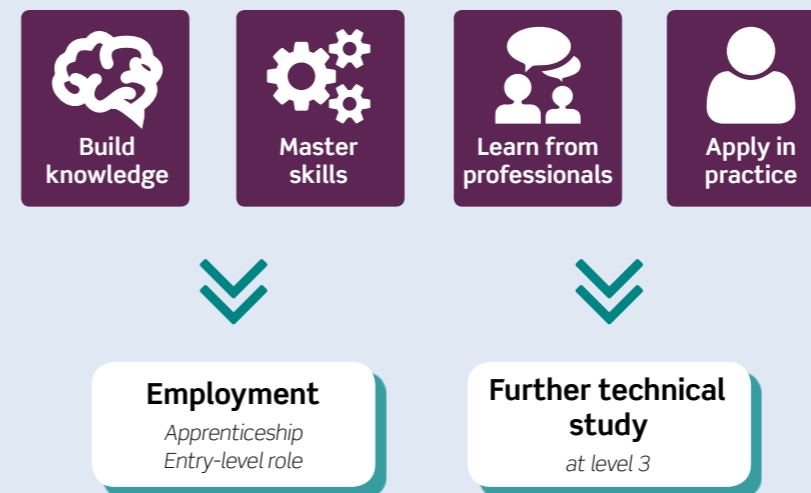 Build
knowledge
Master
skills
Learn from
professionals
Apply in
practice
Employment
Apprenticeship
Entry-level role
Further technical
study
at level 3